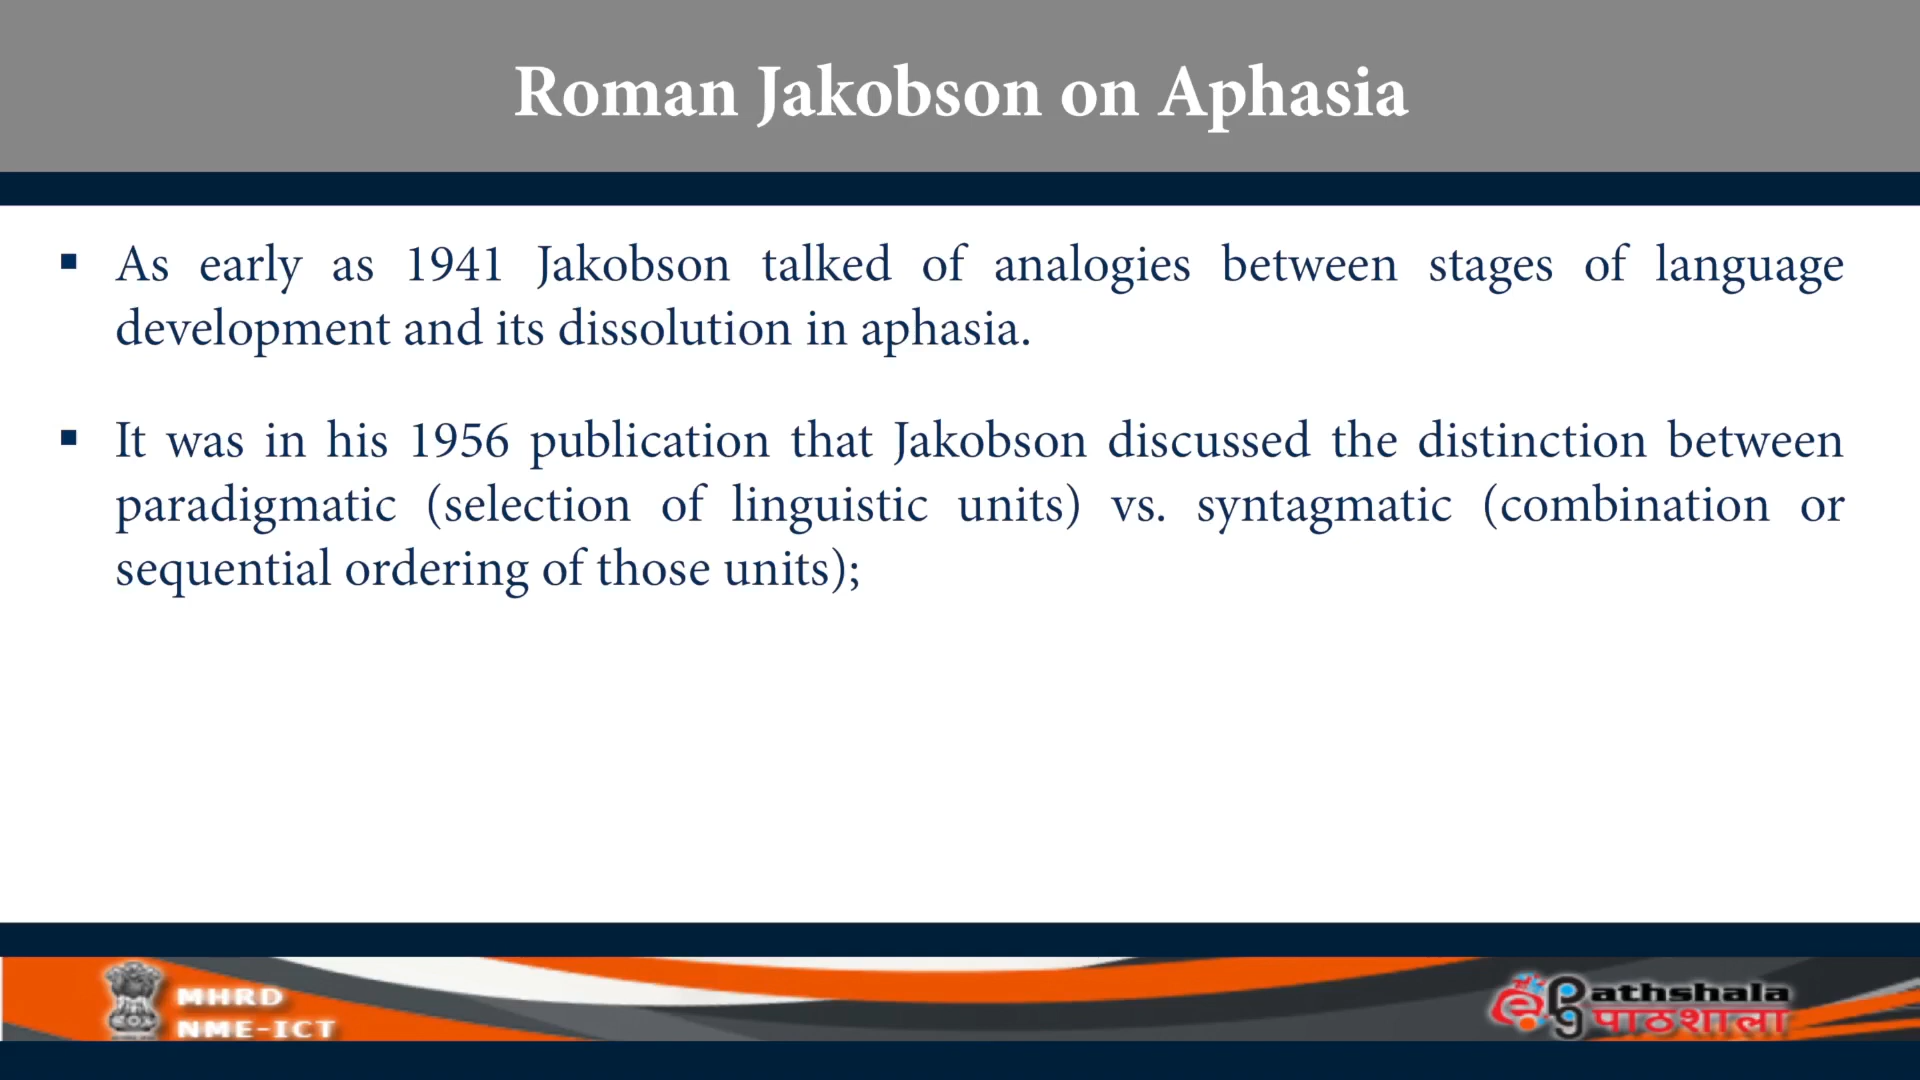 Roman Jakobson on Aphasia
▪ As early as 1941 Jakobson talked of analogies between stages of language
development and its dissolution in aphasia.
▪ It was in his 1956 publication that Jakobson discussed the distinction between
paradigmatic (selection of linguistic units) vs. syntagmatic (combination or
sequential ordering of those units);
MHRD
NME-ICT
athshala
पाठशाला